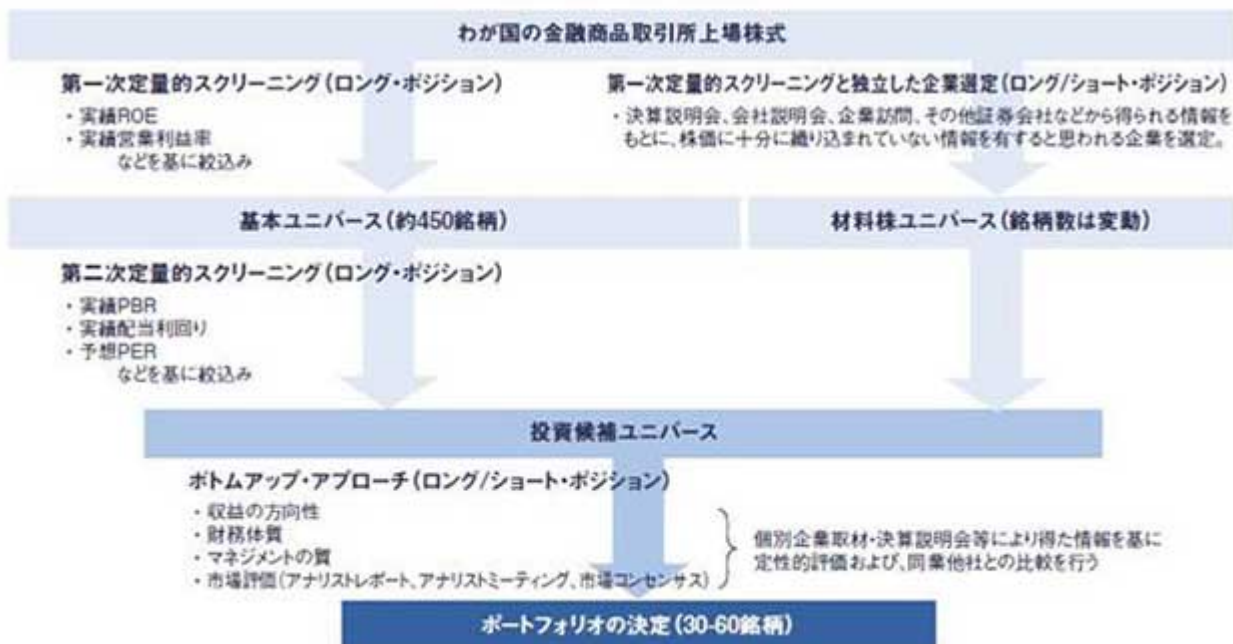 わが国の金融商品取引所上場株式
第一次定量的スクリーニング(ロング・ポジション)
・実績ROE
・実績営業利益率
などを基に絞込み
第一次定量的スクリーニングと独立した企業選定(ロング/ショート・ポジション)
・決算説明会、会社説明会、企業訪問、その他証券会社などから得られる情報を
もとに、株価に十分に織り込まれていない情報を有すると思われる企業を選定。
基本ユニバース(約450銘柄)
材料株ユニバース(銘柄数は変動)
第二次定量的スクリーニング(ロング・ポジション)
・実績PBR
・実績配当利回り
・予想PER
などを基に絞込み
投資候補ユニバース
ボトムアップ・アプローチ(ロング/ショート・ポジション)
・収益の方向性
・財務体質
・マネジメントの質
・市場評価(アナリストレポート、アナリストミーティング、市場コンセンサス)
個別企業取材・決算説明会等により得た情報を基に
定性的評価および、同業他社との比較を行う
ポートフォリオの決定(30-60銘柄)